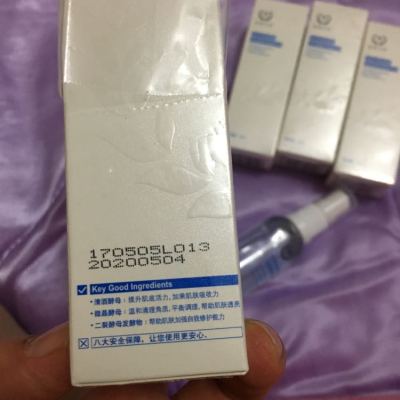 170505L013
20200504
Key Good Ingredients
·清酒酵母:提升肌底活力,加乘肌肤吸收力
·微晶酵母:温和清理角质,平衡调理,帮助肌肤通透
·二裂酵母发酵物:帮助肌肤加强自我修护能力
八大安全保障,让您使用更安心。